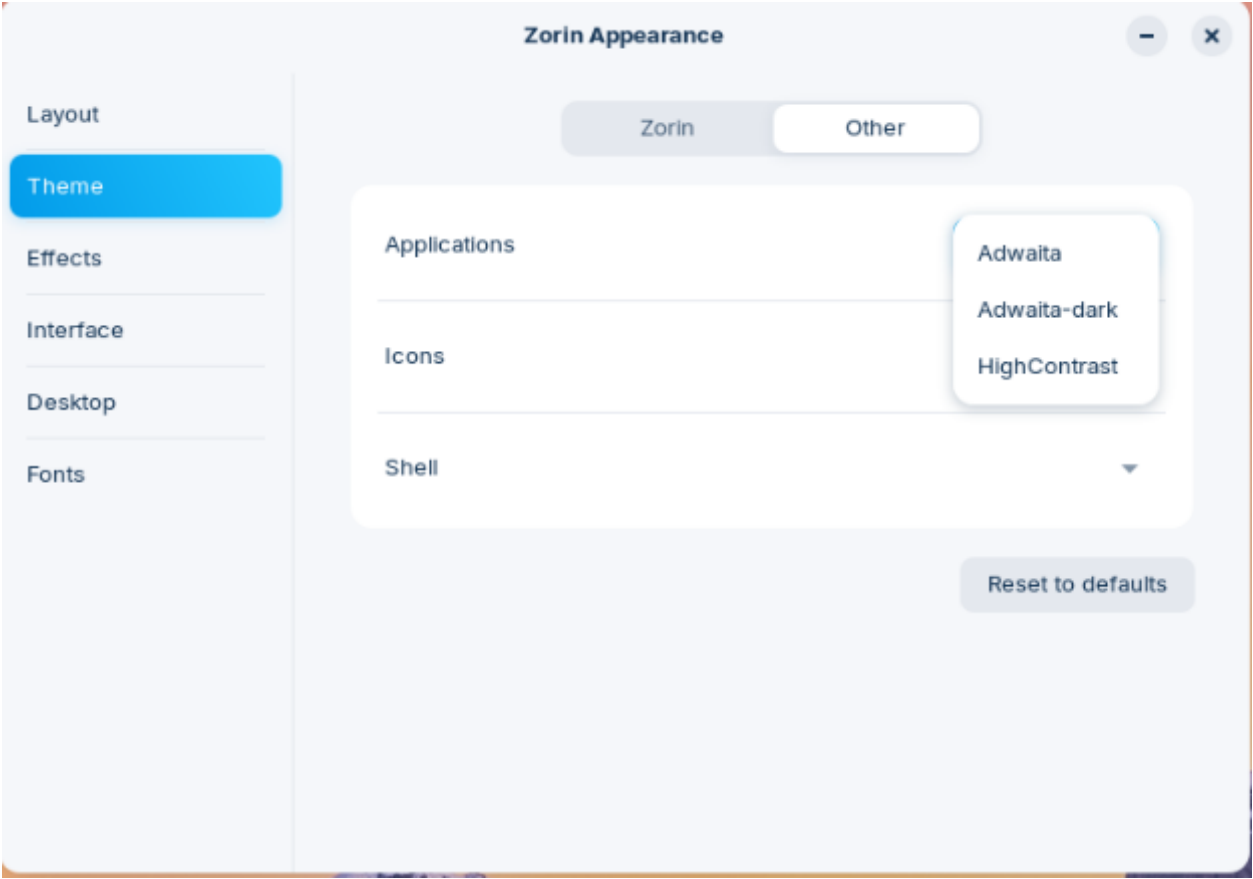 Zorin Appearance
Layout
Theme
Effects
Interface
Desktop
Fonts
Zorin
Other
Applications
Adwaita
Adwaita-dark
HighContrast
Icons
Shell
Reset to defaults